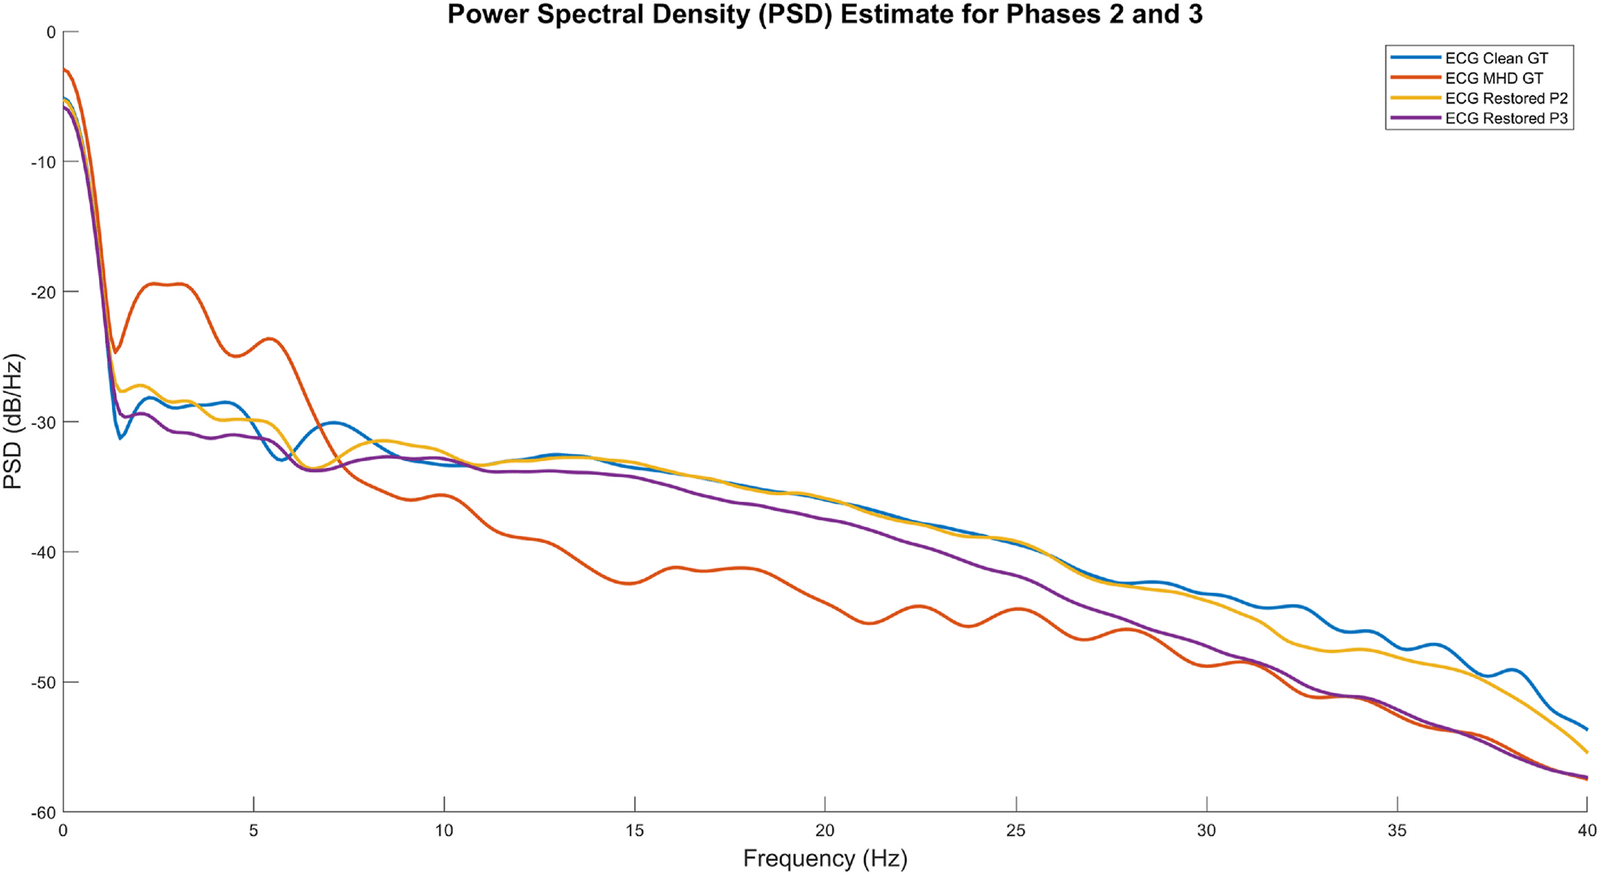 Power Spectral Density (PSD) Estimate for Phases 2 and 3
ECG Clean GT
ECG MHD GT
ECG Restored P2
ECG Restored P3
PSD (dB/Hz)
0
-10
-20
-30
-40
-50
-60
0 5 10 15 20 25 30 35 40
Frequency (Hz)